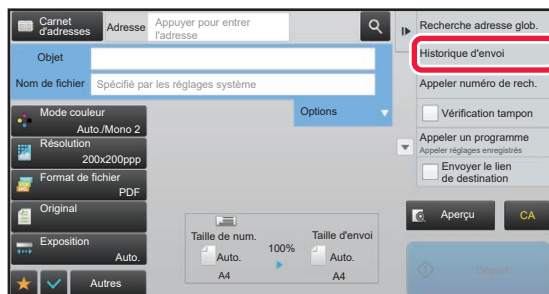 Carnet
d'adresses
Adresse
Appuyer pour entrer
l'adresse
Objet
Nom de fichier
Spécifié par les réglages système
Options
Mode couleur
Auto./Mono 2
Résolution
200x200ppp
Format de fichier
PDF
Original
Exposition
Auto.
Autres
Taille de num.
Auto.
A4
100%
Taille d'envoi
Auto.
A4
Recherche adresse glob.
Historique d'envoi
Appeler numéro de rech.
Vérification tampon
Appeler un programme
Appeler réglages enregistrés
Envoyer le lien
de destination
Aperçu
CA
Départ